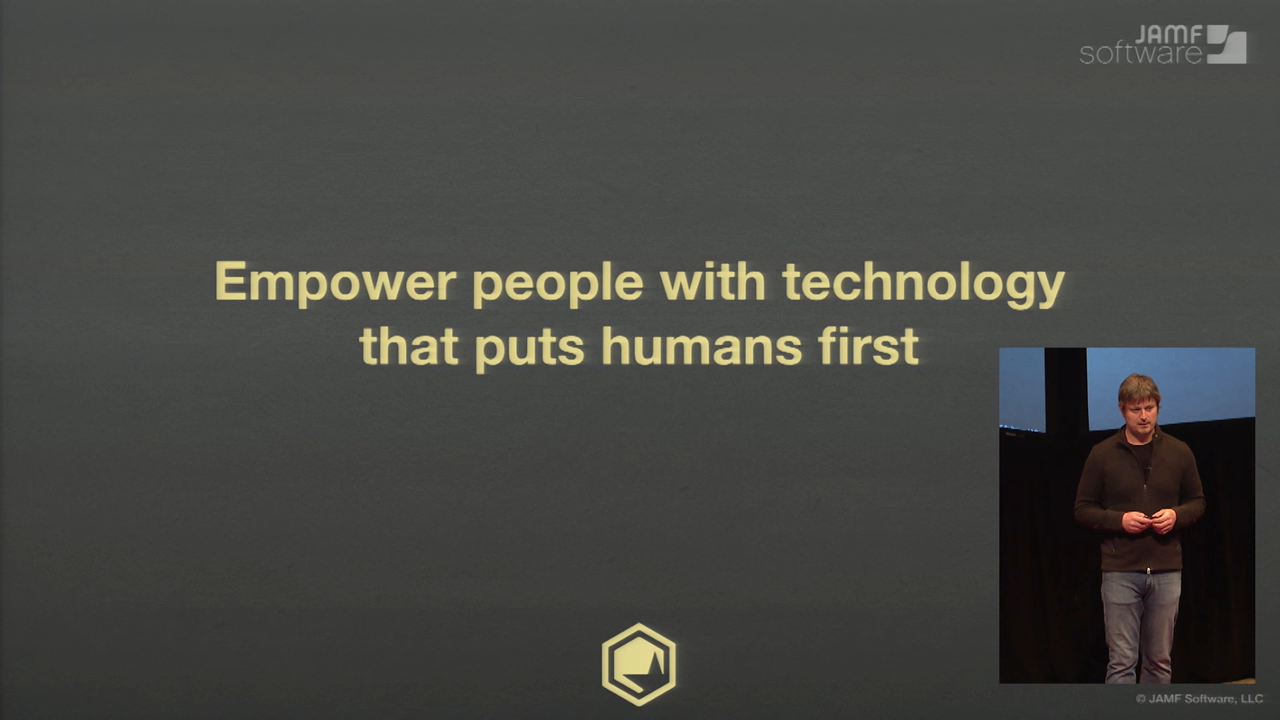 JAMF
software
Empower people with technology
that puts humans first
© JAMF Software, LLC